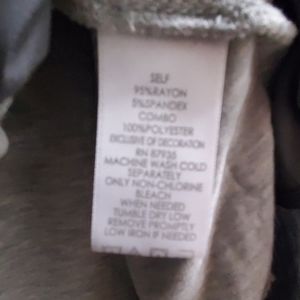 SELF
95%RAYON
5%SPANDEX
COMBO
100%POLYESTER
EXCLUSIVE OF DECORATION
RN 87935
MACHINE WASH COLD
SEPARATELY
ONLY NON-CHLORINE
BLEACH
WHEN NEEDED
TUMBLE DRY LOW
REMOVE PROMPTLY
LOW IRON IF NEEDED